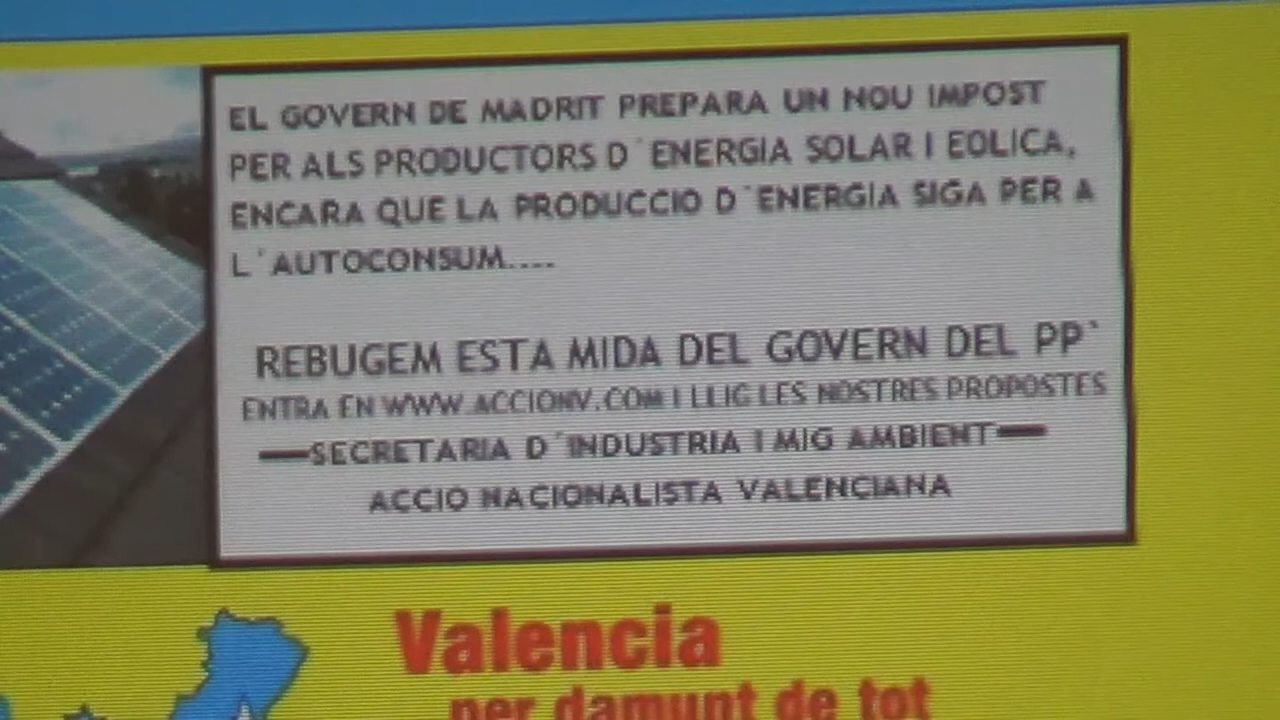 EL GOVERN DE MADRIT PREPARA UN NOU IMPOST
PER ALS PRODUCTORS D´ENERGIA SOLAR I EOLICA,
ENCARA QUE LA PRODUCCIO D´ENERGIA SIGA PER A
L´AUTOCONSUM....
REBUGEM ESTA MIDA DEL GOVERN DEL PP`
ENTRA EN WWW.ACCIONV.COM I LLIG LES NOSTRES PROPOSTES
—SECRETARIA D´INDUSTRIA I MIG AMBIENT—
ACCIO NACIONALISTA VALENCIANA
Valencia
per damunt de tot